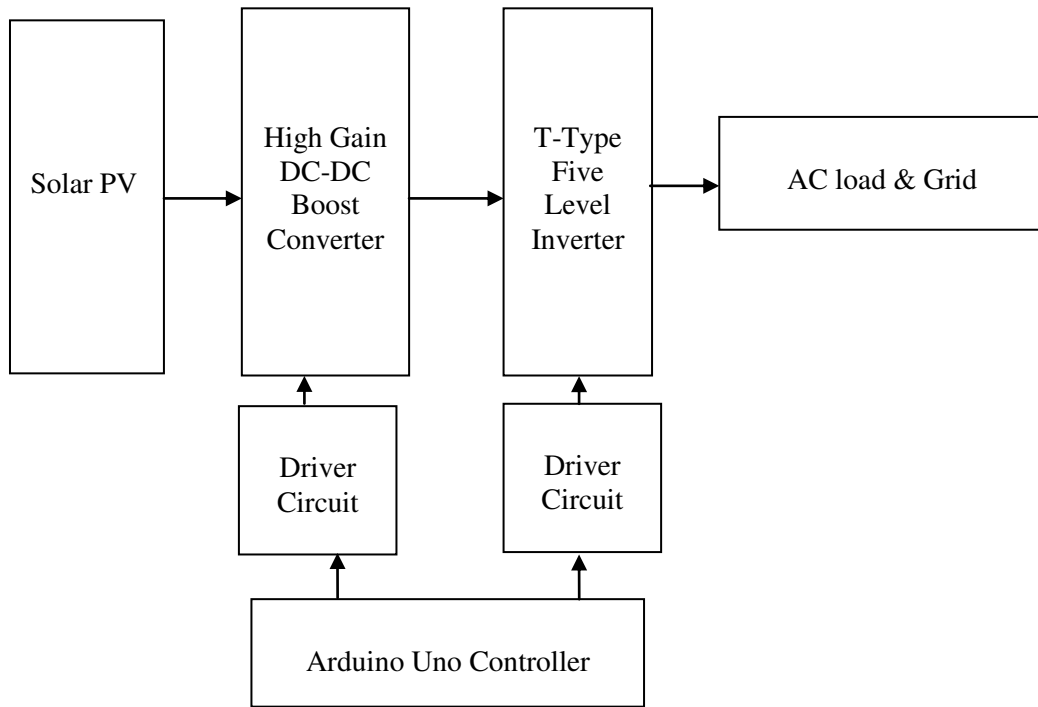 Solar PV
High Gain
DC-DC
Boost
Converter
T-Type
Five
Level
Inverter
AC load & Grid
Driver
Circuit
Driver
Circuit
Arduino Uno Controller